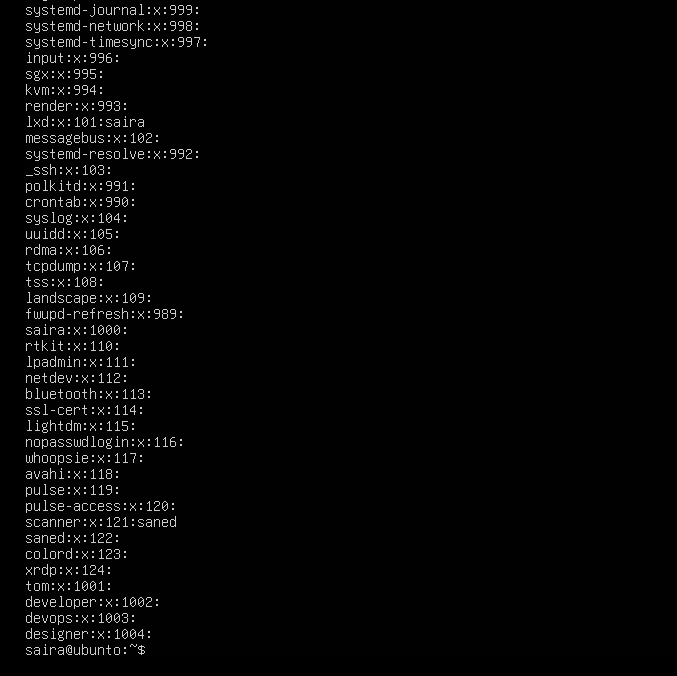 systemd-journal:x:999:
systemd-network:x:998:
systemd-timesync:x:997:
input:x:996:
sgx:x:995:
kvm:x:994:
render:x:993:
lxd:x:101:saira
messagebus:x:102:
systemd-resolve:x:992:
_ssh:x:103:
polkitd:x:991:
crontab:x:990:
syslog:x:104:
uuidd:x:105:
rdma:x:106:
tcpdump:x:107:
tss:x:108:
landscape:x:109:
fwupd-refresh:x:989:
saira:x:1000:
rtkit:x:110:
lpadmin:x:111:
netdev:x:112:
bluetooth:x:113:
ssl-cert:x:114:
lightdm:x:115:
nopasswdlogin:x:116:
whoopsie:x:117:
avahi:x:118:
pulse:x:119:
pulse-access:x:120:
scanner:x:121:saned
saned:x:122:
colord:x:123:
xrdp:x:124:
tom:x:1001:
developer:x:1002:
devops:x:1003:
designer:x:1004:
saira@ubunto:~$